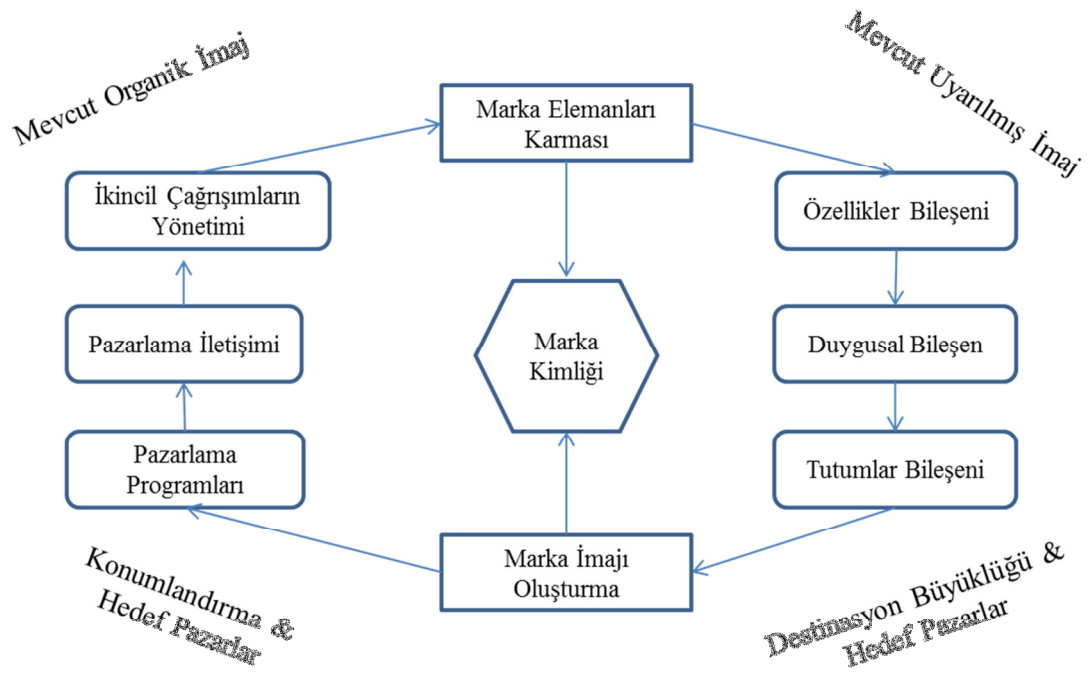 Mevcut Organik İmaj
Mevcut Uyarılmış İmaj
Marka Elemanları
Karması
İkincil Çağrışımların
Yönetimi
Özellikler Bileşeni
Pazarlama İletişimi
Marka
Kimliği
Duygusal Bileşen
Pazarlama
Programları
Tutumlar Bileşeni
Marka İmajı
Oluşturma
Konumlandırma &
Hedef Pazarlar
Destinasyon Büyüklüğü &
Hedef Pazarlar